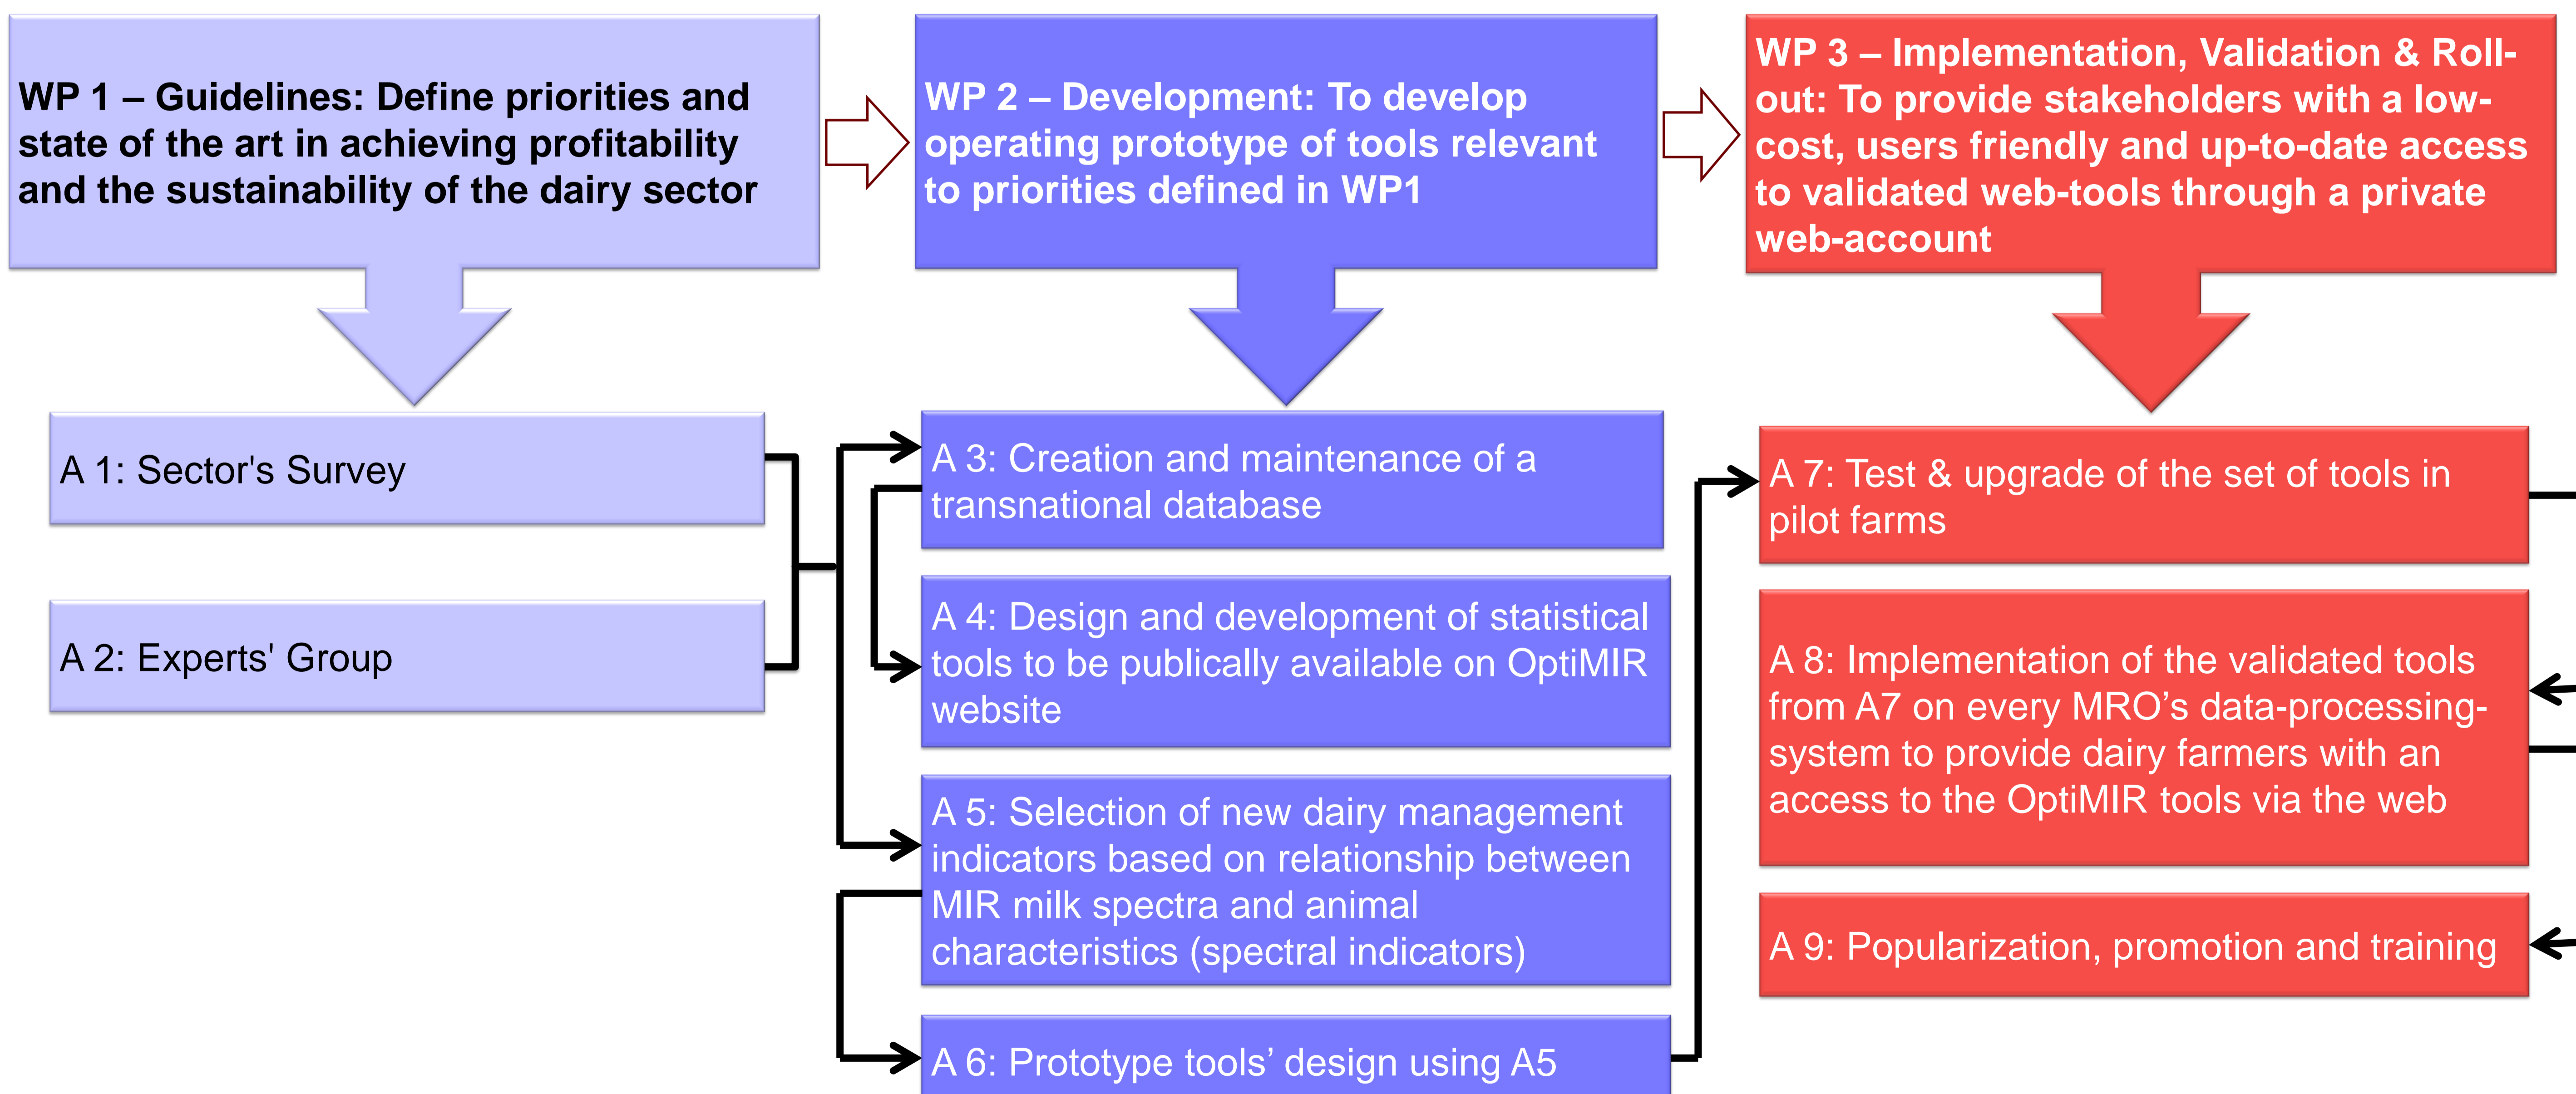 WP 1 – Guidelines: Define priorities and
state of the art in achieving profitability
and the sustainability of the dairy sector
WP 2 – Development: To develop
operating prototype of tools relevant
to priorities defined in WP1
WP 3 – Implementation, Validation & Roll-
out: To provide stakeholders with a low-
cost, users friendly and up-to-date access
to validated web-tools through a private
web-account
A 1: Sector's Survey
A 2: Experts' Group
A 3: Creation and maintenance of a
transnational database
A 4: Design and development of statistical
tools to be publically available on OptiMIR
website
A 5: Selection of new dairy management
indicators based on relationship between
MIR milk spectra and animal
characteristics (spectral indicators)
A 6: Prototype tools’ design using A5
A 7: Test & upgrade of the set of tools in
pilot farms
A 8: Implementation of the validated tools
from A7 on every MRO’s data-processing-
system to provide dairy farmers with an
access to the OptiMIR tools via the web
A 9: Popularization, promotion and training